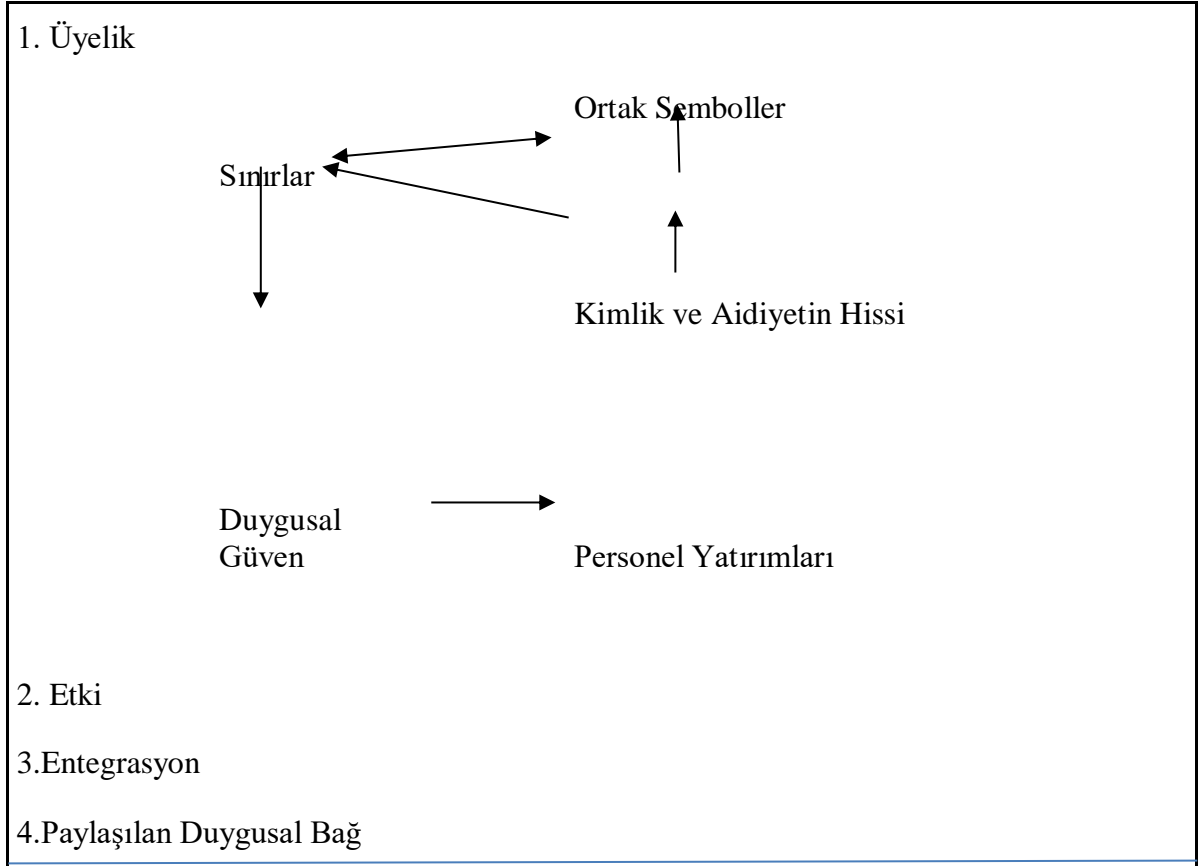 1. Üyelik
Ortak Semboller
Sınırlar
Kimlik ve Aidiyetin Hissi
Duygusal
Güven
Personel Yatırımları
2. Etki
3.Entegrasyon
4.Paylaşılan Duygusal Bağ